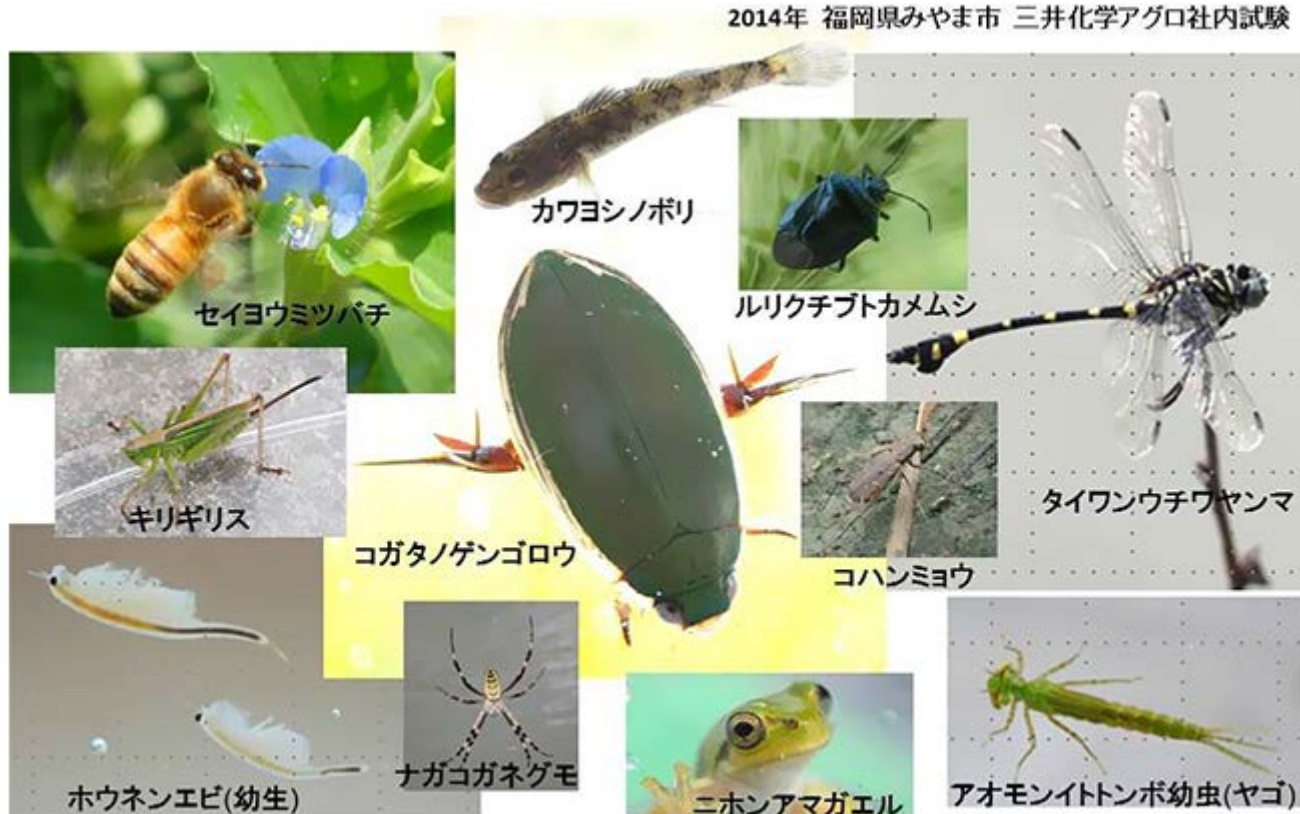 2014年 福岡県みやま市 三井化学アグロ社内試験
カワヨシノボリ
ルリクチブトカメムシ
セイヨウミツバチ
キリギリス
タイワンウチワヤンマ
コガタノゲンゴロウ
コハンミョウ
ナガコガネグモ
ホウネンエビ(幼生)
ニホンアマガエル
アオモンイトトンボ幼虫(ヤゴ)